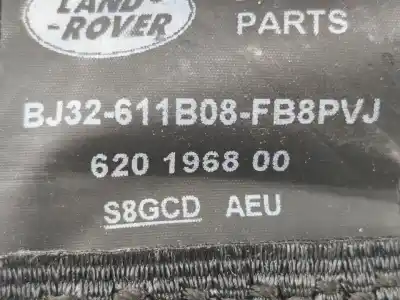 LAND-
-ROVER
PARTS
BJ32-611B08-FB8PVJ
620 1968 00
S8GCD AEU